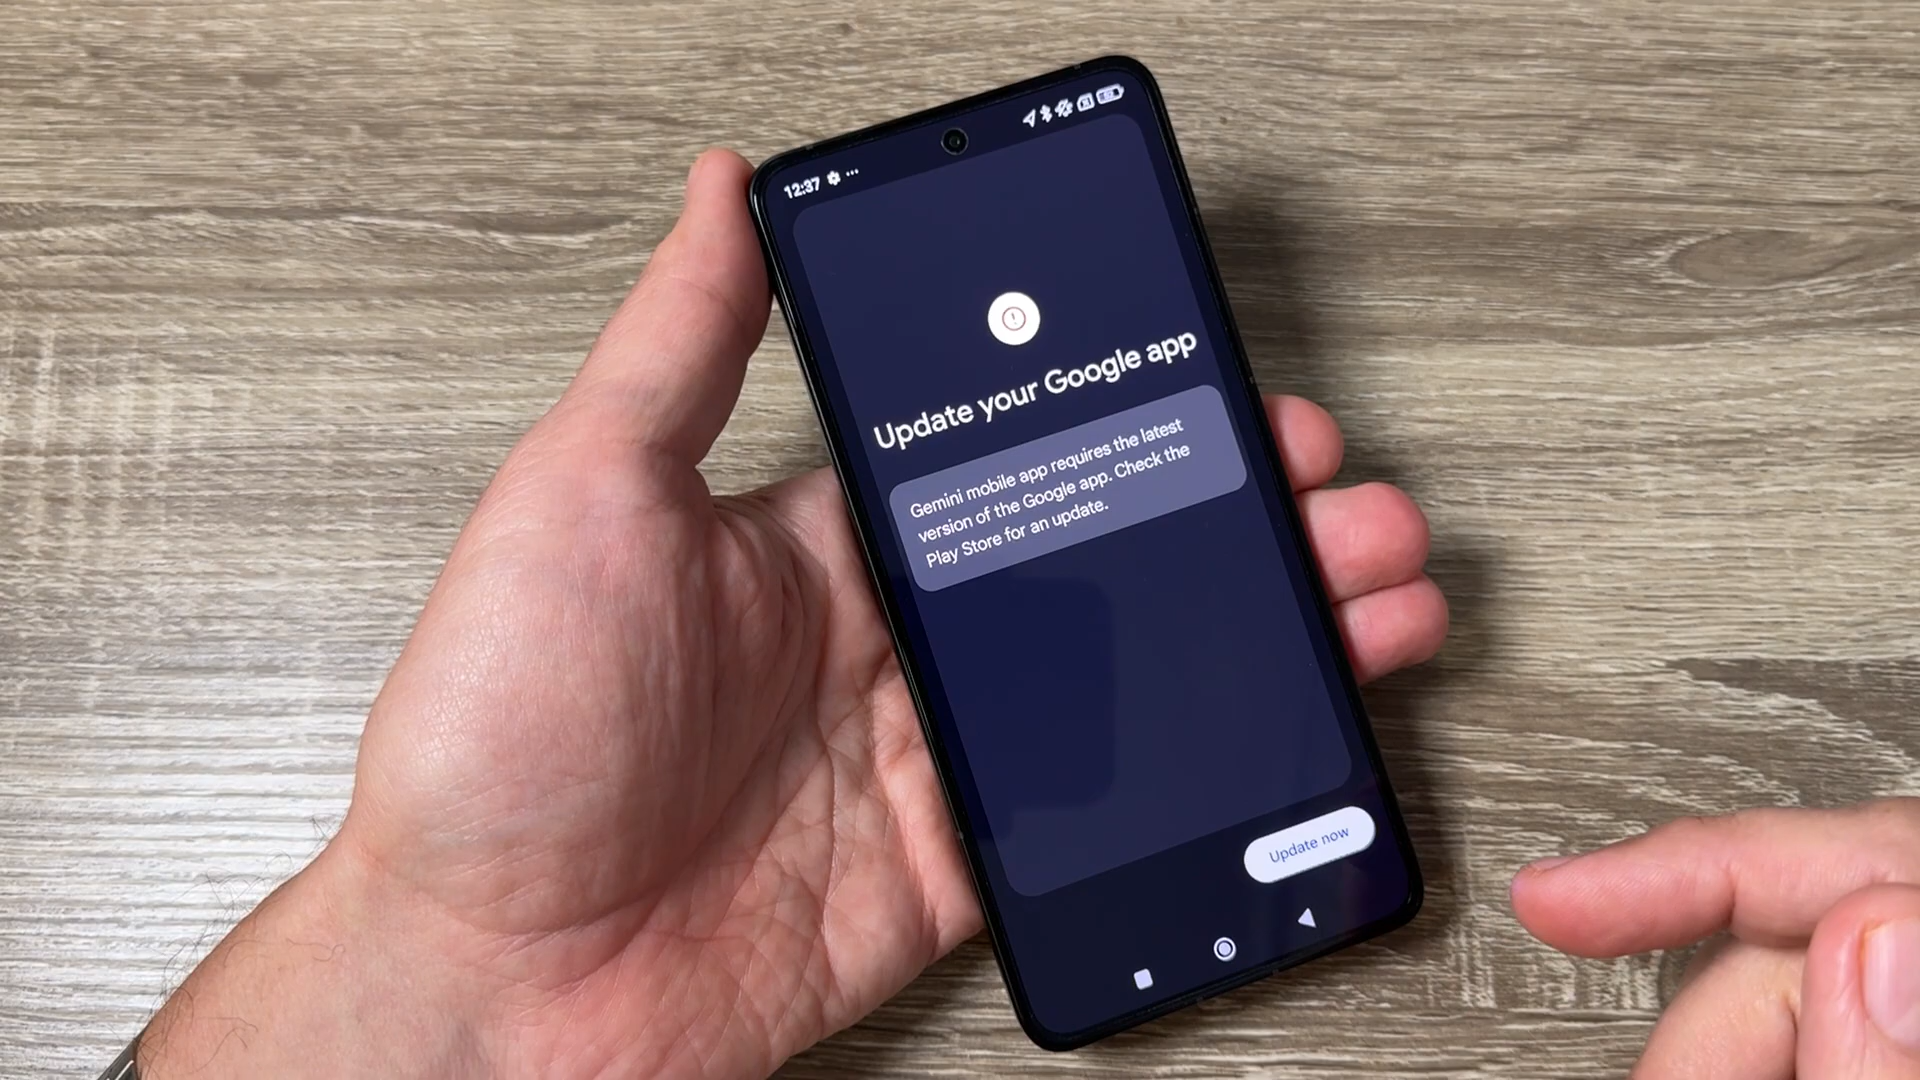 12:37
Update your Google app
Gemini mobile app requires the latest
version of the Google app. Check the
Play Store for an update.
Update now